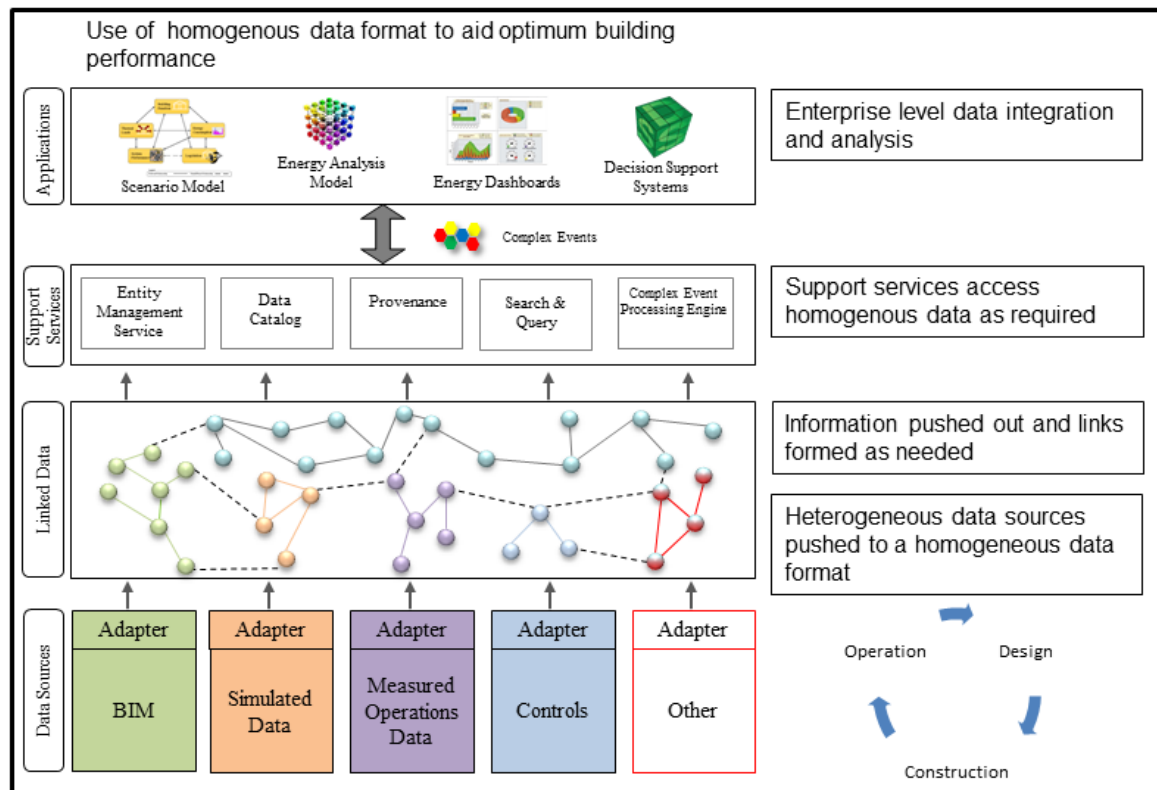 Use of homogenous data format to aid optimum building
performance
Applications
Scenario Model
Energy Analysis
Model
Energy Dashboards
Decision Support
Systems
Enterprise level data integration
and analysis
Complex Events
Support
Services
Entity
Management
Service
Data
Catalog
Provenance
Search &
Query
Complex Event
Processing Engine
Support services access
homogenous data as required
Linked Data
Information pushed out and links
formed as needed
Heterogeneous data sources
pushed to a homogeneous data
format
Data Sources
Adapter
BIM
Adapter
Simulated
Data
Adapter
Measured
Operations
Data
Adapter
Controls
Adapter
Other
Operation
Design
Construction